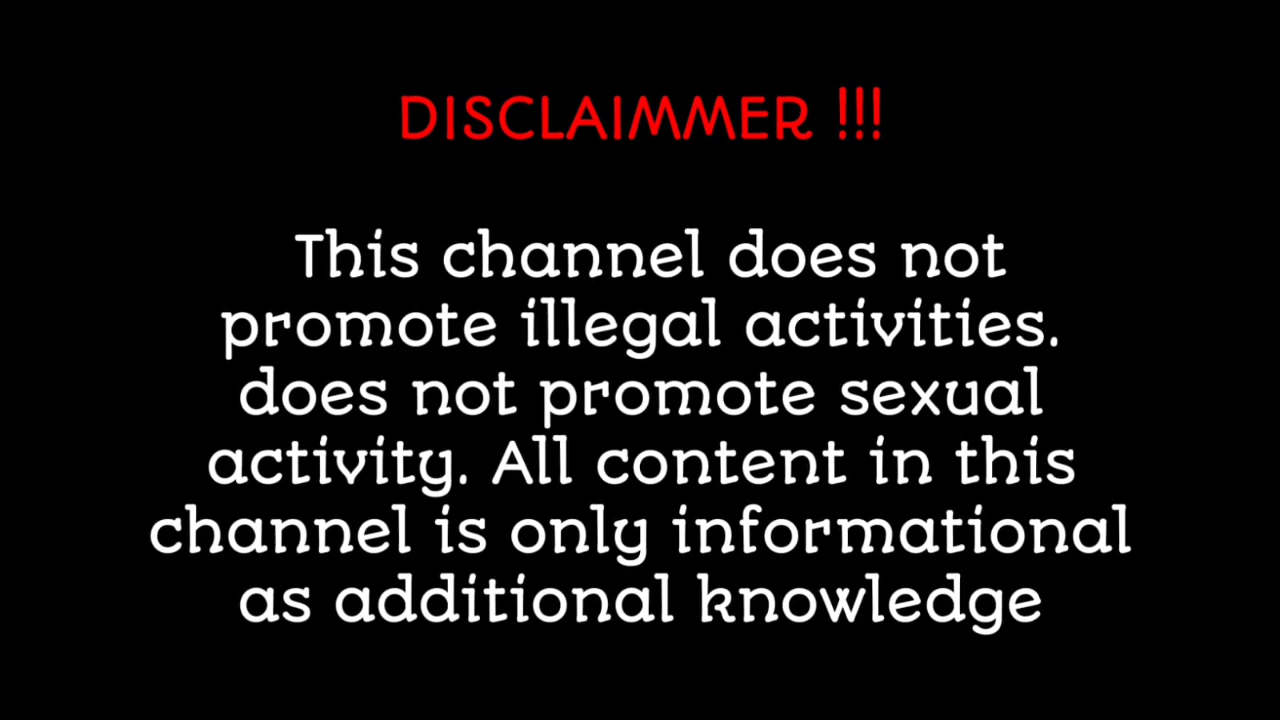 DISCLAIMMER !!!
This channel does not
promote illegal activities.
does not promote sexual
activity. All content in this
channel is only informational
as additional knowledge